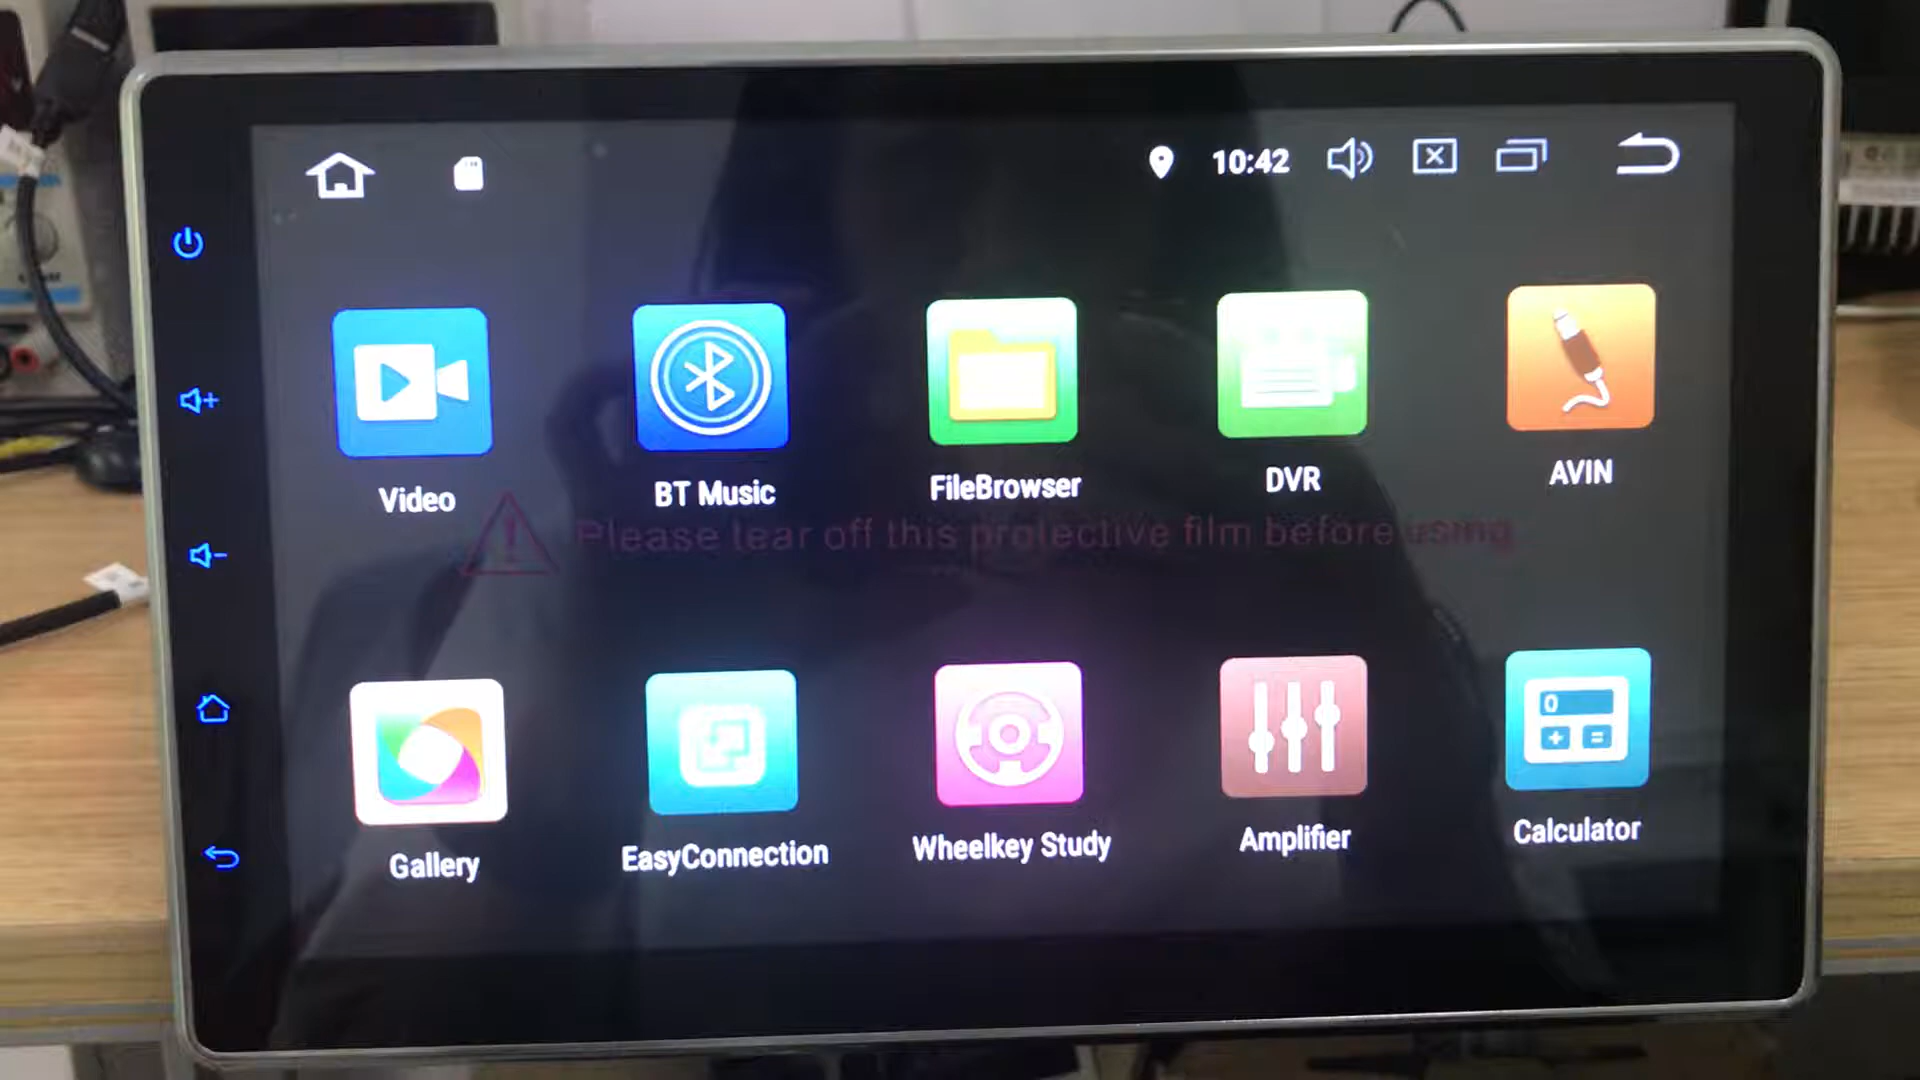 10:42
Video
BT Music
FileBrowser
DVR
AVIN
Please tear off this protective film before using
Gallery
EasyConnection
Wheelkey Study
Amplifier
0
Calculator